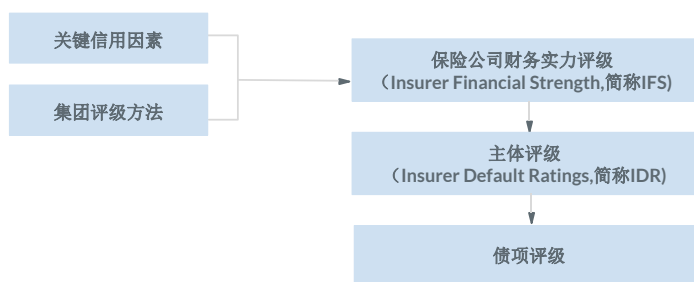 关键信用因素
集团评级方法
保险公司财务实力评级
（Insurer Financial Strength,简称IFS)
主体评级
（Insurer Default Ratings,简称IDR)
债项评级